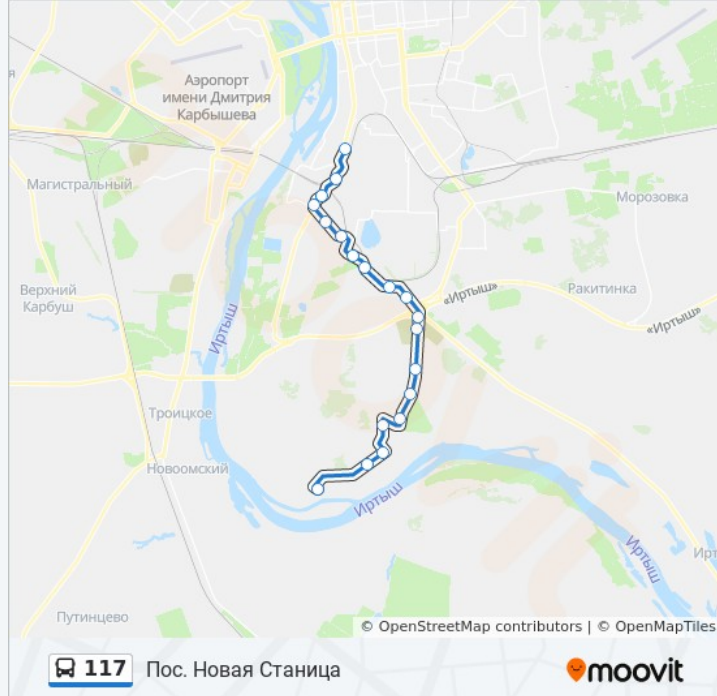 Аэропорт
имени Дмитрия
Карбышева
Магистральный
Морозовка
Верхний
Карбуш
Иртыш
«Иртыш»
Ракитинка
«Иртыш»
Троицкое
Новоомский
Иртыш
Иртыш
Ирт
Путинцево
© OpenStreetMap contributors | © OpenMapTiles
117 Пос. Новая Станица
moovit